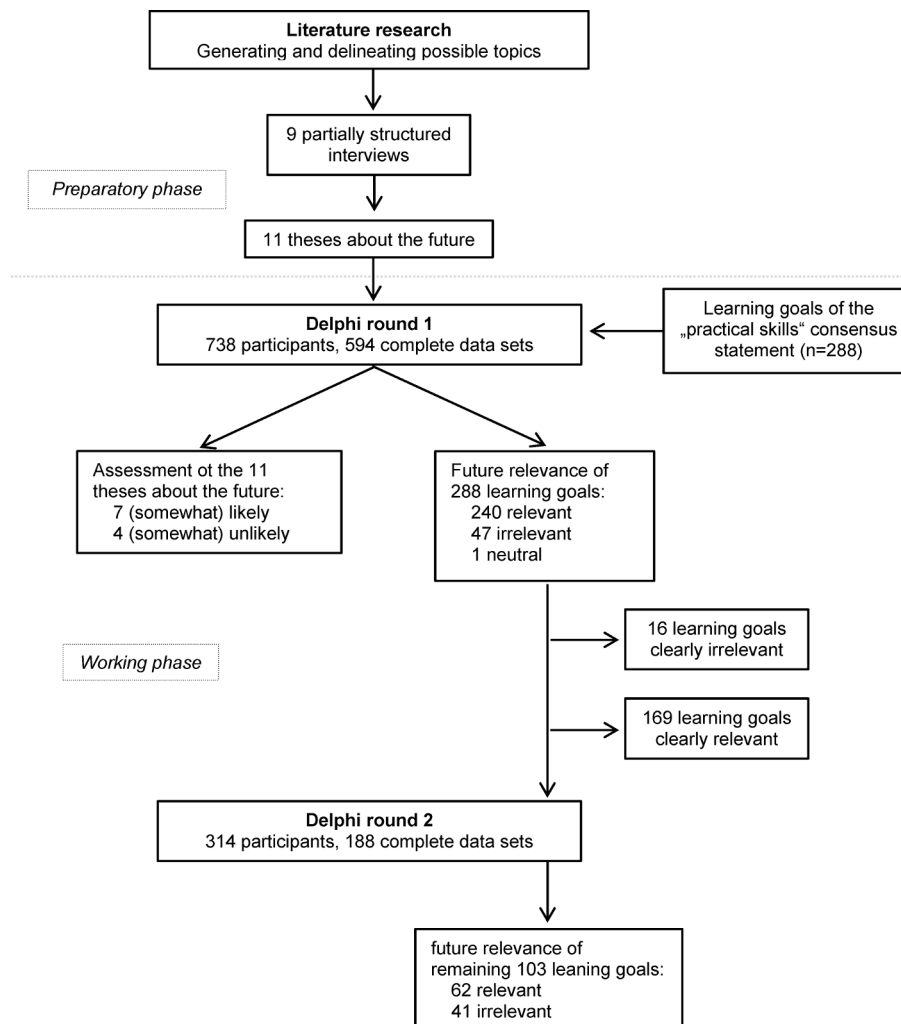 Literature research
Generating and delineating possible topics
9 partially structured
interviews
Preparatory phase
11 theses about the future
Delphi round 1
738 participants, 594 complete data sets
Learning goals of the
„practical skills“ consensus
statement (n=288)
Assessment ot the 11
theses about the future:
7 (somewhat) likely
4 (somewhat) unlikely
Future relevance of
288 learning goals:
240 relevant
47 irrelevant
1 neutral
16 learning goals
clearly irrelevant
Working phase
169 learning goals
clearly relevant
Delphi round 2
314 participants, 188 complete data sets
future relevance of
remaining 103 leaning goals:
62 relevant
41 irrelevant